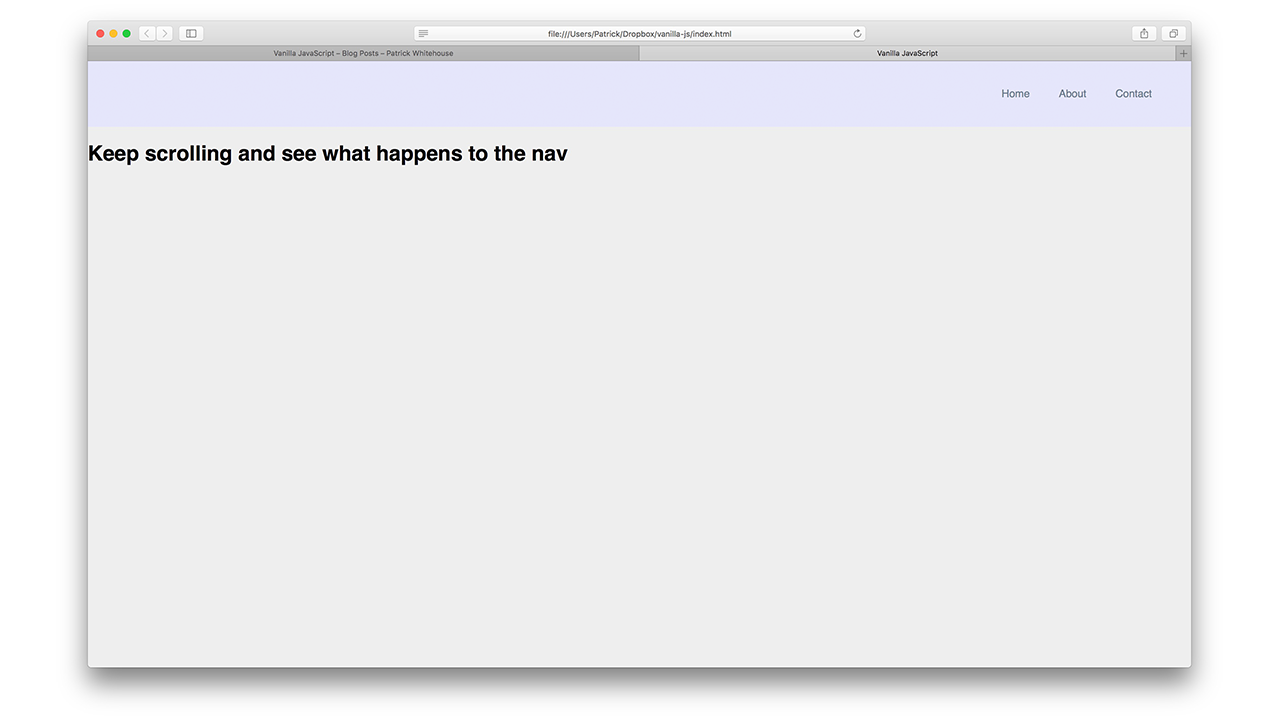 file:///Users/Patrick/Dropbox/vanilla-js/index.html
Vanilla JavaScript – Blog Posts – Patrick Whitehouse
Vanilla JavaScript
Home About Contact
Keep scrolling and see what happens to the nav